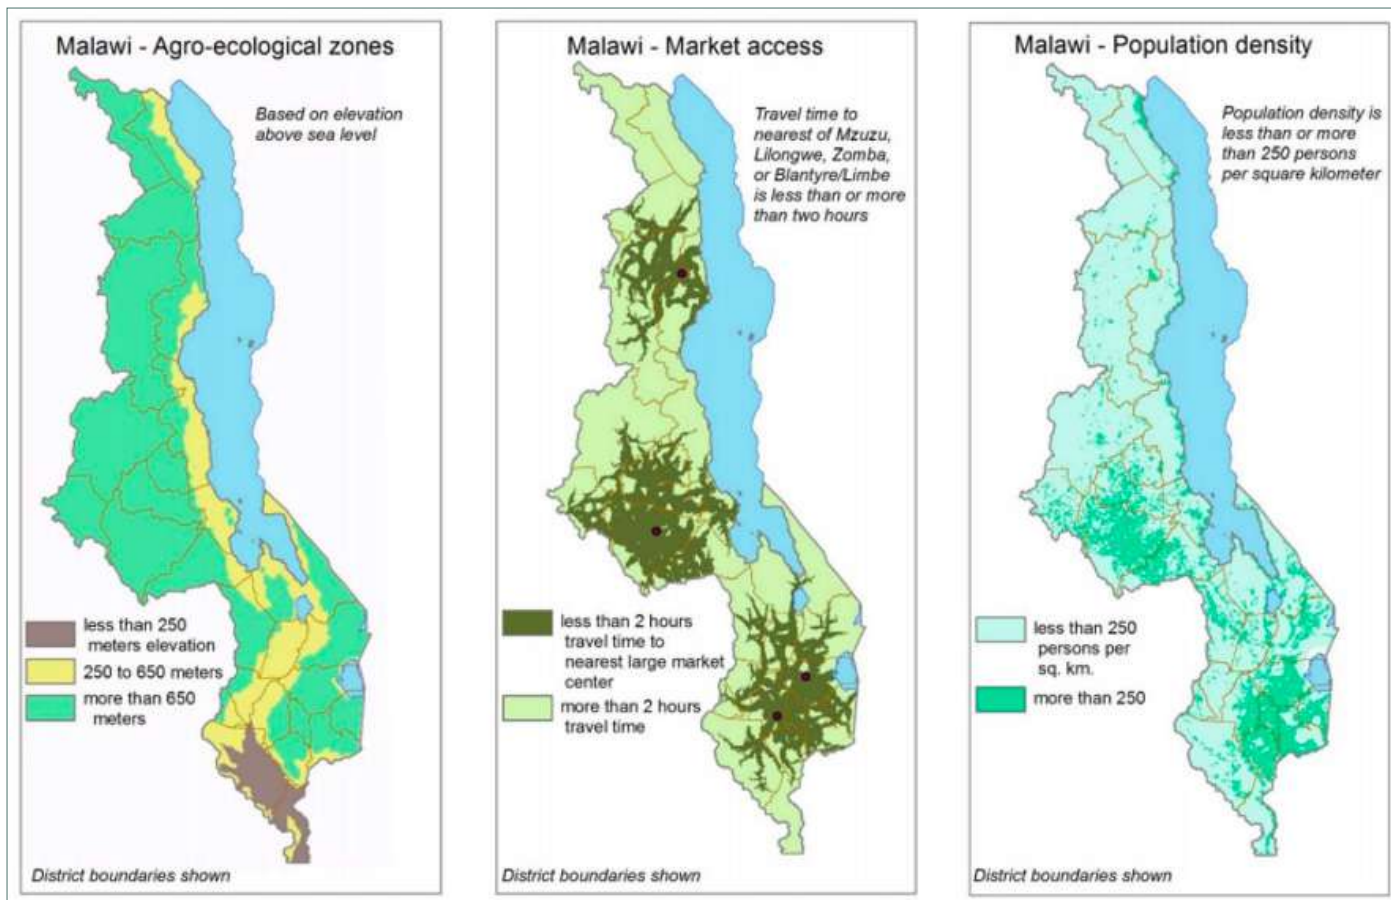 Malawi - Agro-ecological zones
Based on elevation
above sea level
less than 250
meters elevation
250 to 650 meters
more than 650
meters
District boundaries shown
Malawi - Market access
Travel time to
nearest of Mzuzu,
Lilongwe, Zomba,
or Blantyre/Limbe
is less than or more
than two hours
less than 2 hours
travel time to
nearest large market
center
more than 2 hours
travel time
District boundaries shown
Malawi - Population density
Population density is
less than or more
than 250 persons
per square kilometer
less than 250
persons per
sq. km.
more than 250
District boundaries shown